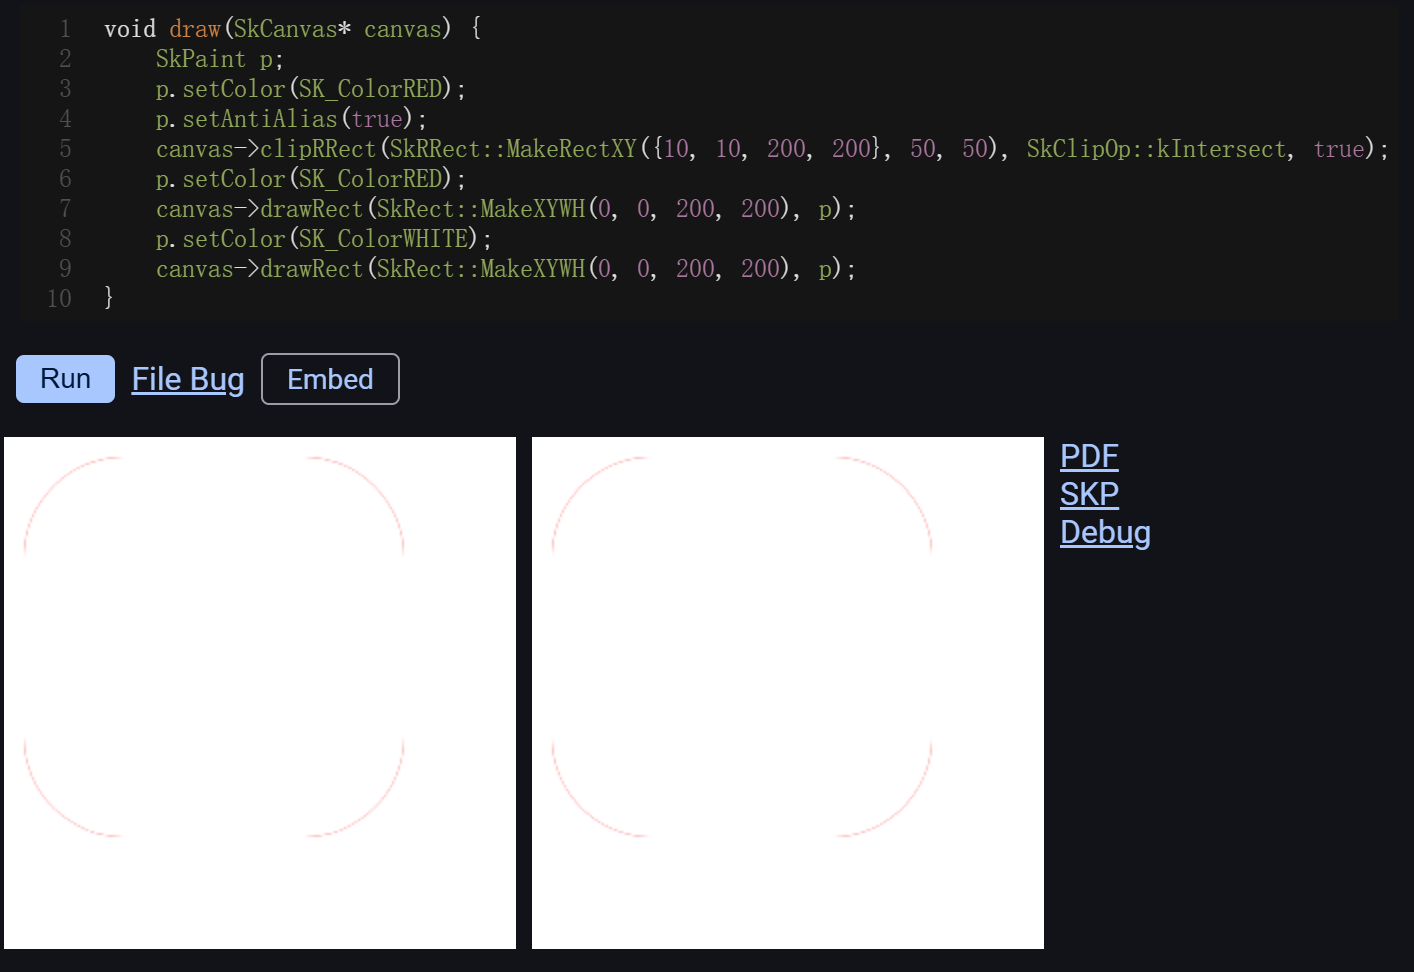 1 void draw(SkCanvas* canvas) {
2 SkPaint p;
3 p.setColor(SK_ColorRED);
4 p.setAntiAlias(true);
5 canvas->clipRRect(SkRRect::MakeRectXY({10, 10, 200, 200}, 50, 50), SkClipOp::kIntersect, true);
6 p.setColor(SK_ColorRED);
7 canvas->drawRect(SkRect::MakeXYWH(0, 0, 200, 200), p);
8 p.setColor(SK_ColorWHITE);
9 canvas->drawRect(SkRect::MakeXYWH(0, 0, 200, 200), p);
10 }
Run File Bug Embed
PDF
SKP
Debug